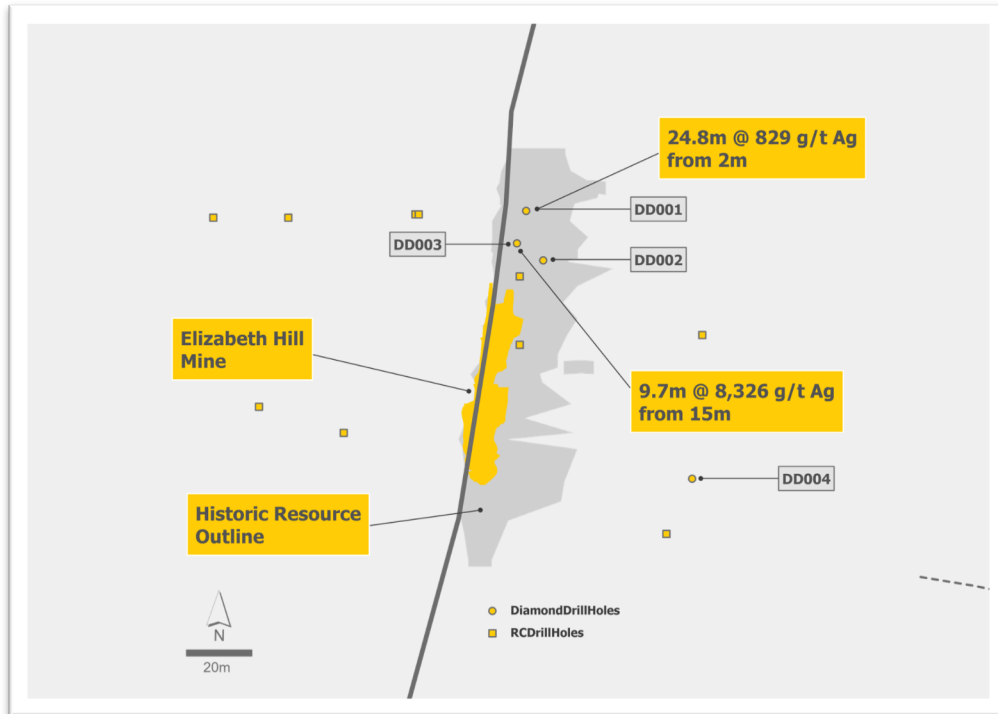 24.8m @ 829 g/t Ag
from 2m
DD001
DD003
DD002
Elizabeth Hill
Mine
9.7m @ 8,326 g/t Ag
from 15m
DD004
Historic Resource
Outline
DiamondDrillHoles
RCDrillHoles
N
20m